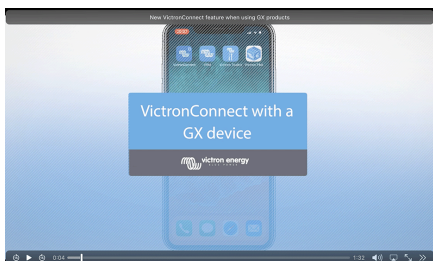 New VictronConnect feature when using GX products
VictronConnect with a
GX device
victron energy
0:04
1:32